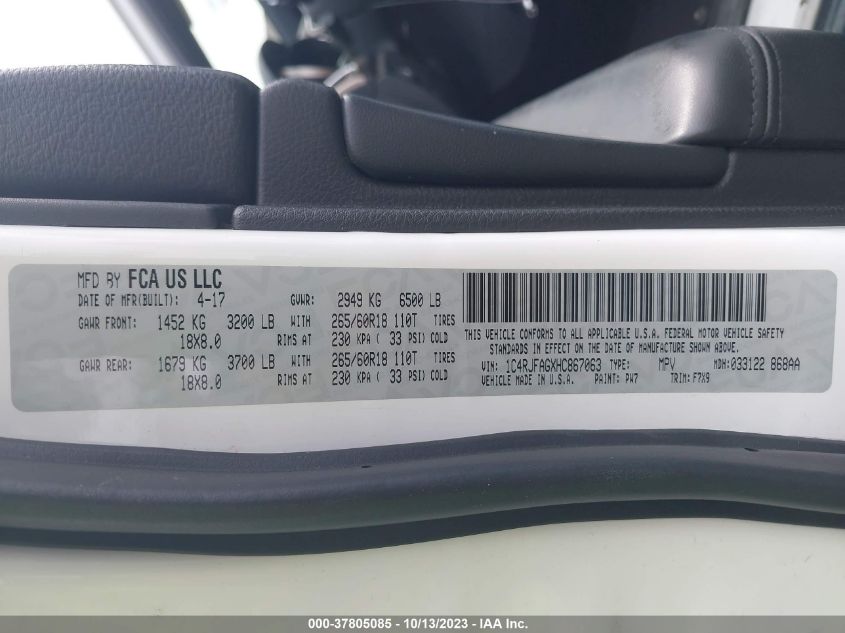 MFD BY FCA US LLC
DATE OF MFR(BUILT): 4-17 GVWR: 2949 KG 6500 LB
GAWR FRONT: 1452 KG 3200 LB WITH 265/60R18 110T TIRES
18X8.0 RIMS AT 230 KPA ( 33 PSI) COLD
GAWR REAR: 1679 KG 3700 LB WITH 265/60R18 110T TIRES
18X8.0 RIMS AT 230 KPA ( 33 PSI) COLD
THIS VEHICLE CONFORMS TO ALL APPLICABLE U.S.A. FEDERAL MOTOR VEHICLE SAFETY
STANDARDS IN EFFECT ON THE DATE OF MANUFACTURE SHOWN ABOVE.
VIN: 1C4RJFAGXHC867063 TYPE: MPV MDH: 033122 868AA
VEHICLE MADE IN U.S.A. PAINT: PW7 TRIM: F7X9
000-37805085 - 10/13/2023 - IAA Inc.